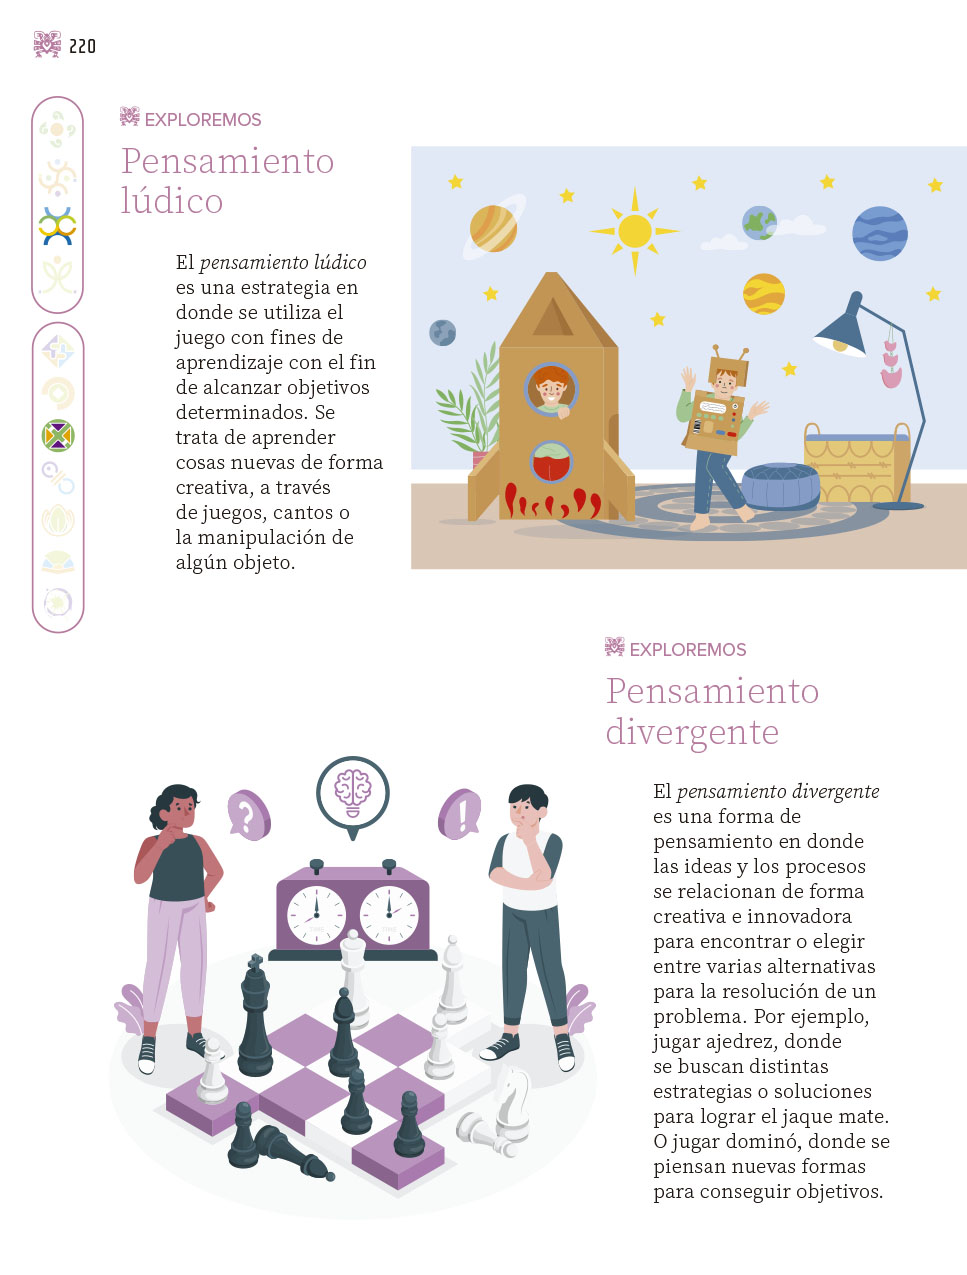 220
EXPLOREMOS
Pensamiento
lúdico
El pensamiento lúdico
es una estrategia en
donde se utiliza el
juego con fines de
aprendizaje con el fin
de alcanzar objetivos
determinados. Se
trata de aprender
cosas nuevas de forma
creativa, a través
de juegos, cantos o
la manipulación de
algún objeto.
EXPLOREMOS
Pensamiento
divergente
El pensamiento divergente
es una forma de
pensamiento en donde
las ideas y los procesos
se relacionan de forma
creativa e innovadora
para encontrar o elegir
entre varias alternativas
para la resolución de un
problema. Por ejemplo,
jugar ajedrez, donde
se buscan distintas
estrategias o soluciones
para lograr el jaque mate.
O jugar dominó, donde se
piensan nuevas formas
para conseguir objetivos.
?
!
TIME
TIME